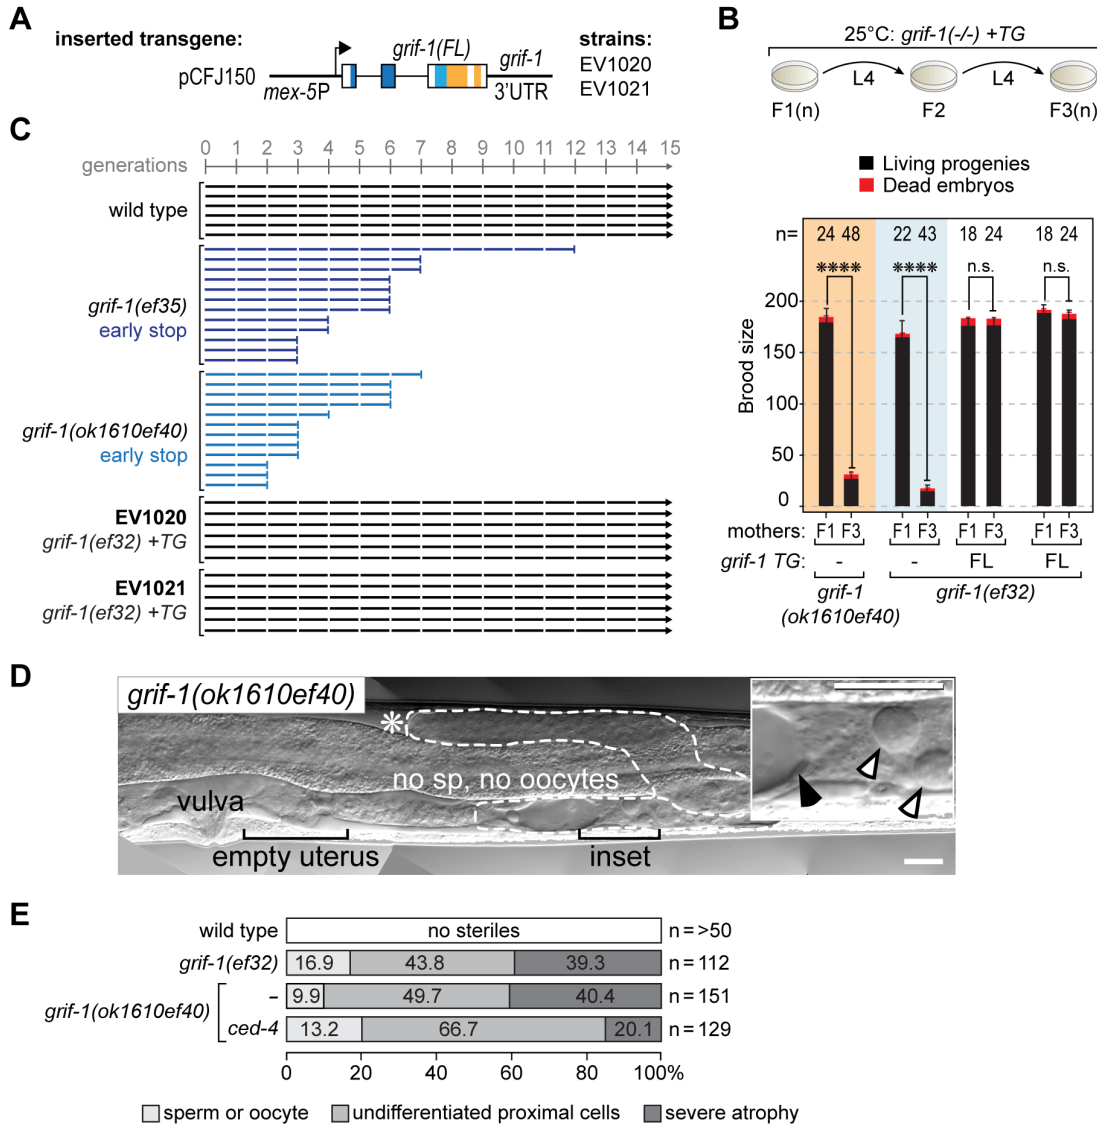 A
inserted transgene:
grif-1(FL)
grif-1
strains:
pCFJ150
mex-5P
3'UTR
EV1020
EV1021
B
25°C: grif-1(-/-) +TG
L4
L4
F1(n)
F2
F3(n)
Living progenies
Dead embryos
n=
24 48
22 43
18 24
18 24
✳✳✳✳
✳✳✳✳
n.s.
n.s.
200
150
100
50
0
Brood size
mothers:
F1 F3
F1 F3
F1 F3
F1 F3
grif-1 TG:
-
-
FL
FL
grif-1
(ok1610ef40)
grif-1(ef32)
C
generations
0 1 2 3 4 5 6 7 8 9 10 11 12 13 14 15
wild type
grif-1(ef35)
early stop
grif-1(ok1610ef40)
early stop
EV1020
grif-1(ef32) +TG
EV1021
grif-1(ef32) +TG
D
grif-1(ok1610ef40)
✳
no sp, no oocytes
vulva
empty uterus
inset
E
wild type
no steriles
n = >50
grif-1(ef32)
16.9
43.8
39.3
n = 112
grif-1(ok1610ef40)
–
9.9
49.7
40.4
n = 151
ced-4
13.2
66.7
20.1
n = 129
0 20 40 60 80 100%
sperm or oocyte
undifferentiated proximal cells
severe atrophy